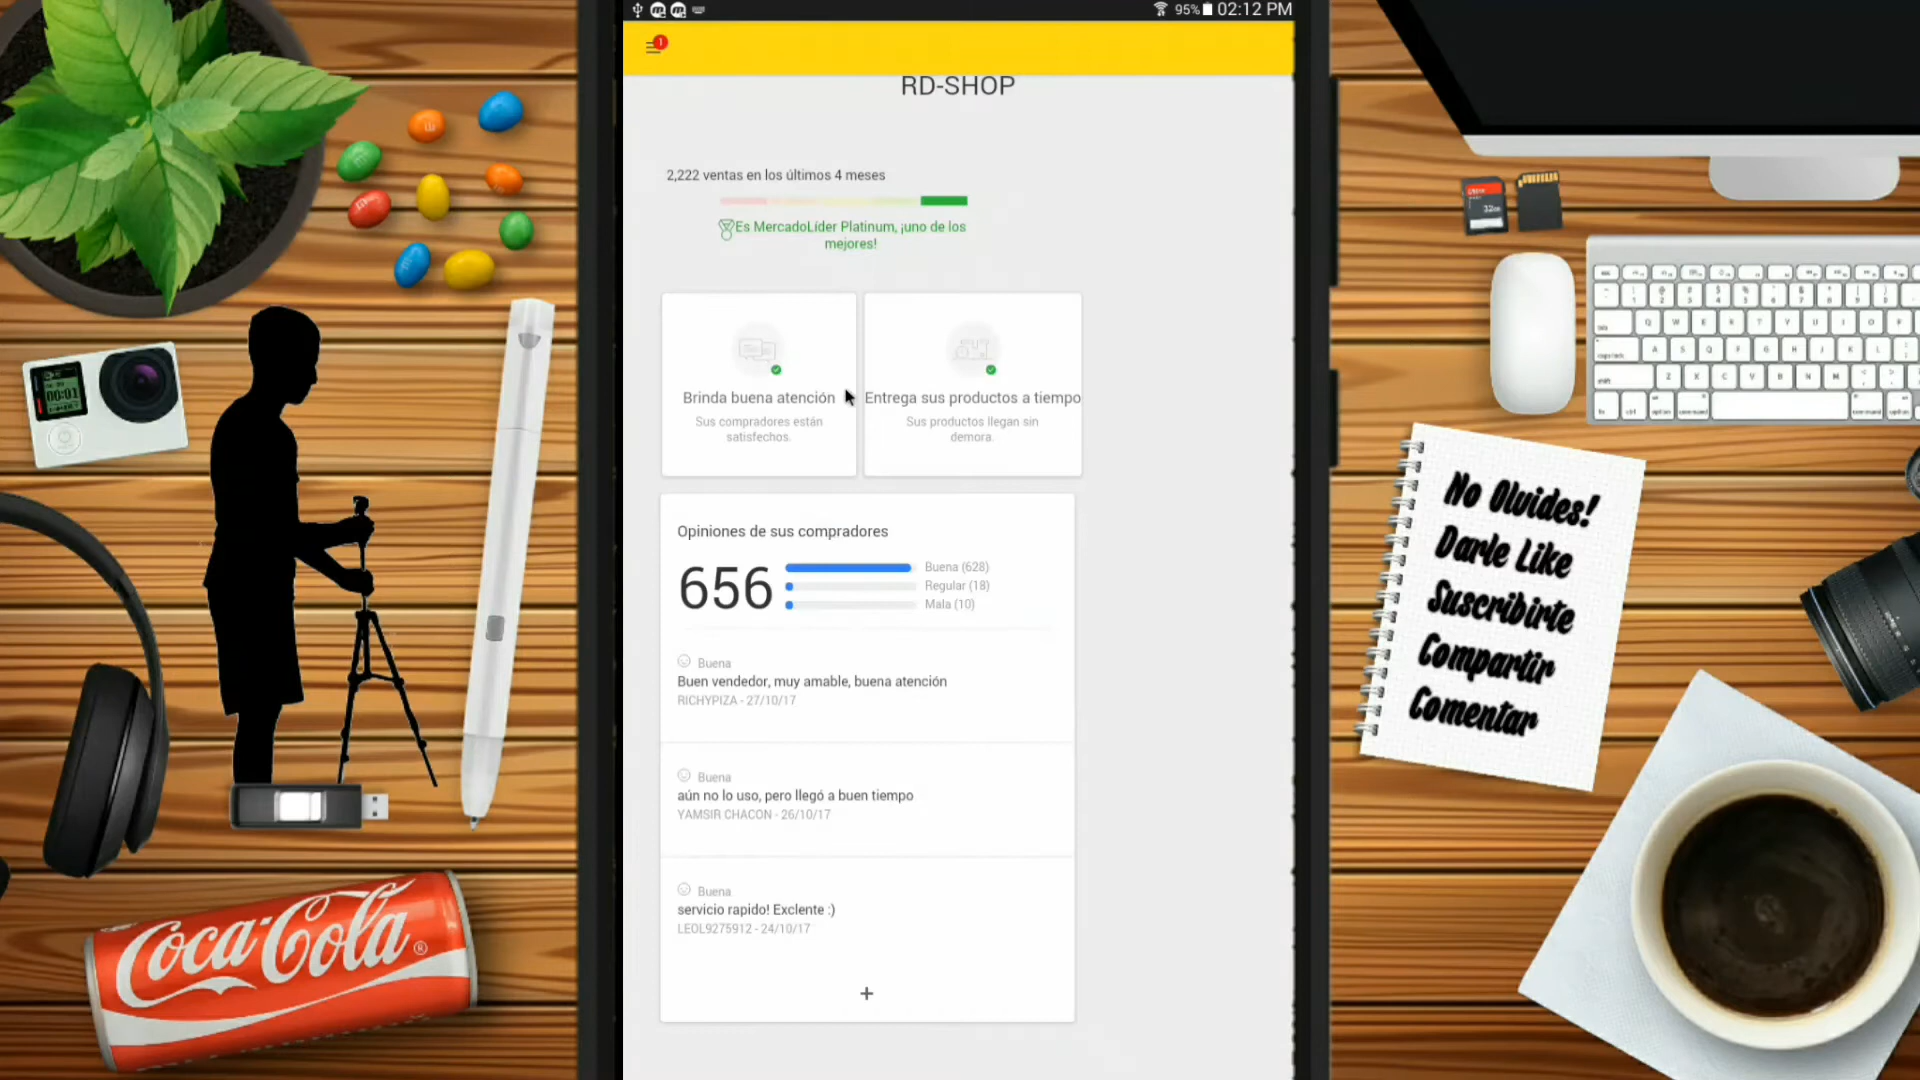 95% 02:12 PM
1
RD-SHOP
2,222 ventas en los últimos 4 meses
Es MercadoLíder Platinum, ¡uno de los
mejores!
Brinda buena atención
Sus compradores están
satisfechos.
Entrega sus productos a tiempo
Sus productos llegan sin
demora.
Opiniones de sus compradores
656
Buena (628)
Regular (18)
Mala (10)
Buena
Buen vendedor, muy amable, buena atención
RICHYPIZA - 27/10/17
Buena
aún no lo uso, pero llegó a buen tiempo
YAMSIR CHACON - 26/10/17
Buena
servicio rapido! Exclente :)
LEOL9275912 - 24/10/17
+
No Olvides!
Darle Like
Suscribirte
Compartir
Comentar
00:01
Coca-Cola
®